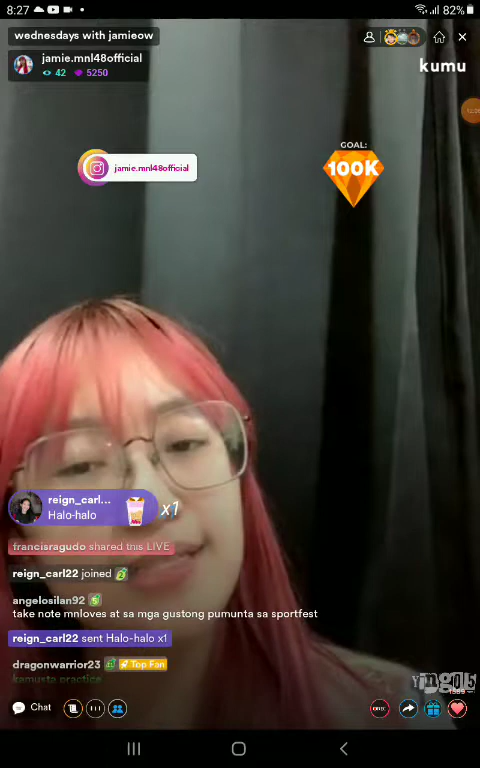 8:27
82%
wednesdays with jamieow
jamie.mnl48official
42 5250
kumu
jamie.mnl48official
GOAL:
100K
reign_carl...
Halo-halo
x1
francisragudo shared this LIVE
reign_carl22 joined 2
angelosilan92 5
take note mnloves at sa mga gustong pumunta sa sportfest
reign_carl22 sent Halo-halo x1
dragonwarrior23 Top Fan
kamusta practice
Chat